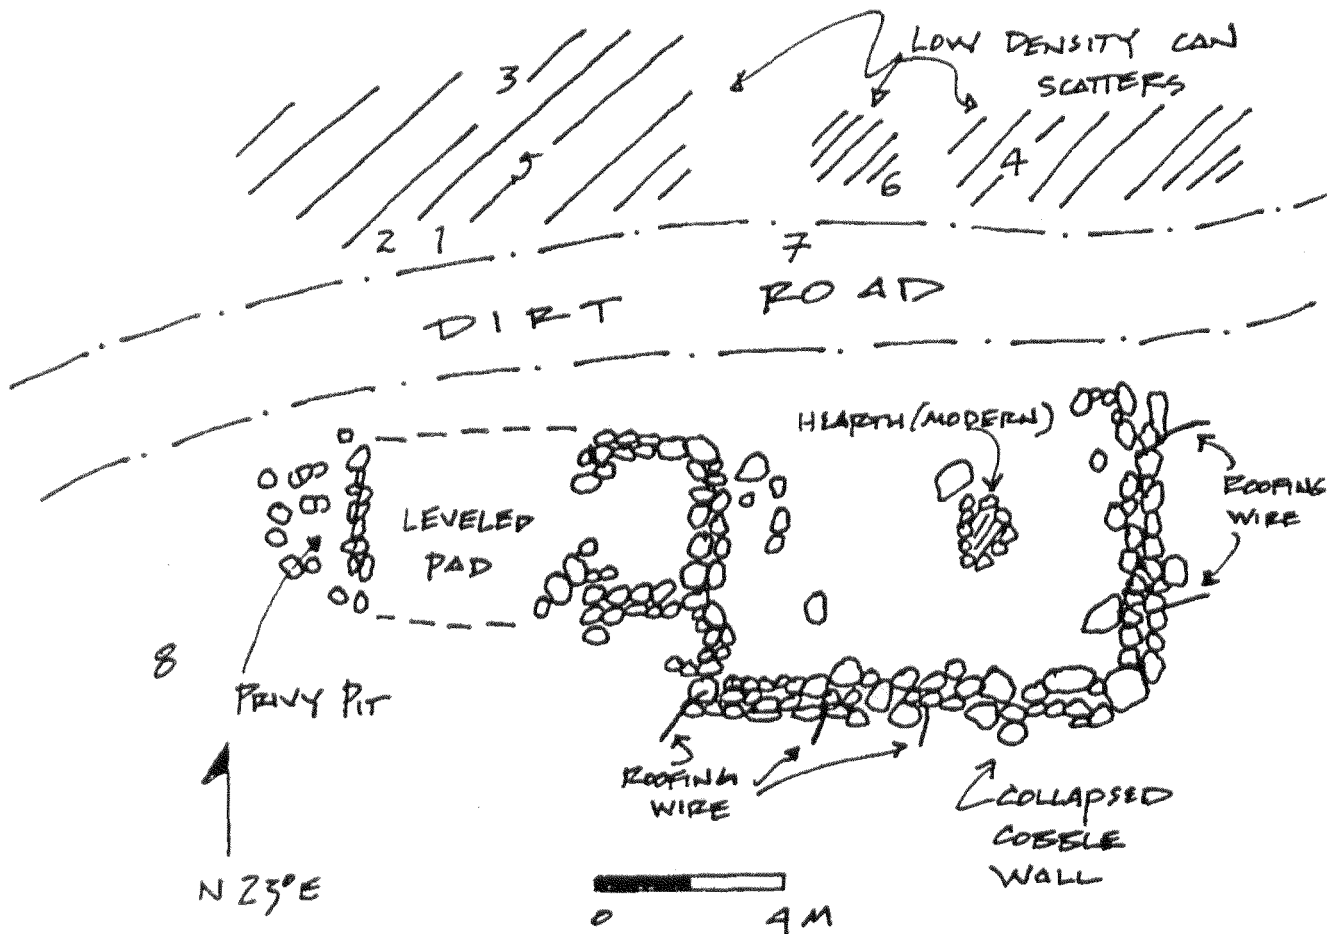 LOW DENSITY CAN
SCATTERS
3
5
4
6
2 1
7
DIRT ROAD
HEARTH (MODERN)
ROOFING
WIRE
LEVELED
PAD
8
PRIVY PIT
ROOFING
WIRE
COLLAPSED
COBBLE
WALL
N 23° E
0 4 M